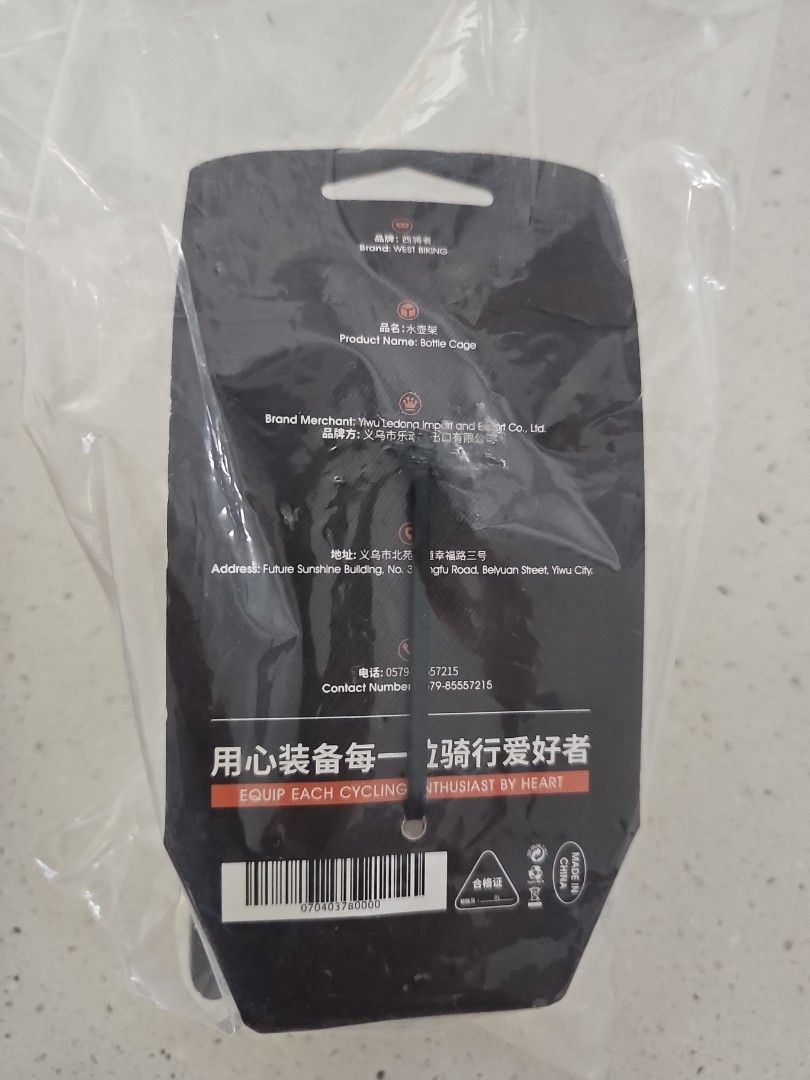 品牌: 西骑者
Brand: WEST BIKING
品名: 水壶架
Product Name: Bottle Cage
Brand Merchant: Yiwu Ledong Import and Export Co., Ltd.
品牌方: 义乌市乐动 出口有限公司
地址: 义乌市北苑 幸福路三号
Address: Future Sunshine Building, No. 3 ngfu Road, Beiyuan Street, Yiwu City.
电话: 0579 57215
Contact Number 79-85557215
用心装备每一位骑行爱好者
EQUIP EACH CYCLING NTHUSIAST BY HEART
0704037B0000
合格证
MADE IN CHINA